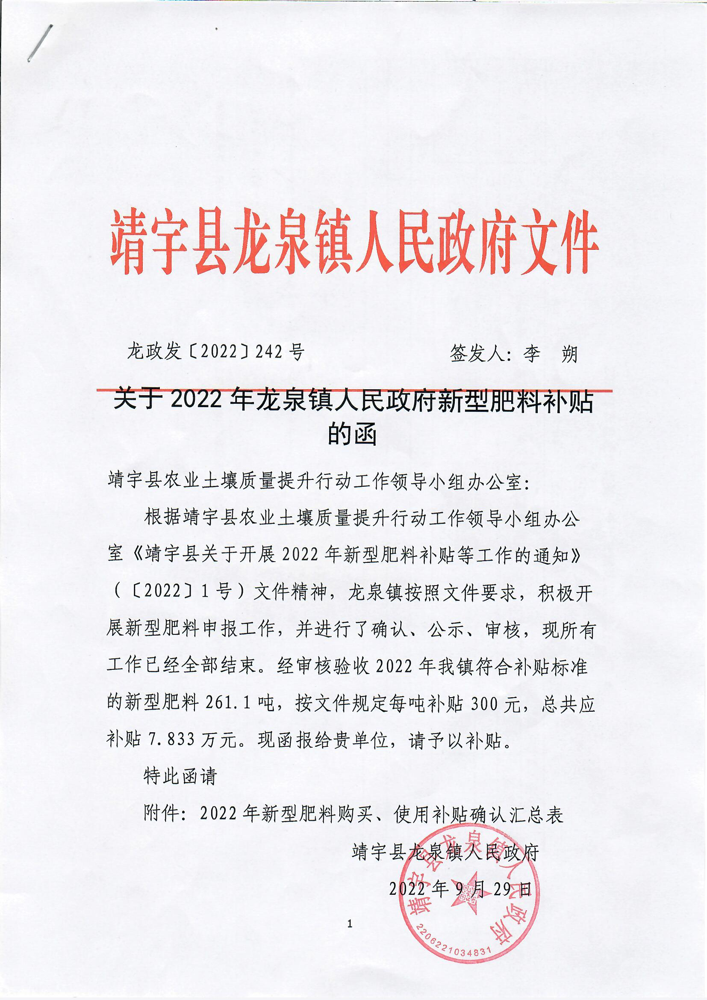 靖宇县龙泉镇人民政府文件
龙政发〔2022〕242号 签发人：李 朔
关于2022年龙泉镇人民政府新型肥料补贴
的函
靖宇县农业土壤质量提升行动工作领导小组办公室：
根据靖宇县农业土壤质量提升行动工作领导小组办公
室《靖宇县关于开展2022年新型肥料补贴等工作的通知》
（〔2022〕1号）文件精神，龙泉镇按照文件要求，积极开
展新型肥料申报工作，并进行了确认、公示、审核，现所有
工作已经全部结束。经审核验收2022年我镇符合补贴标准
的新型肥料261.1吨，按文件规定每吨补贴300元，总共应
补贴7.833万元。现函报给贵单位，请予以补贴。
特此函请
附件：2022年新型肥料购买、使用补贴确认汇总表
靖宇县龙泉镇人民政府
2022年9月29日
靖宇县龙泉镇人民政府
2206221034831
1